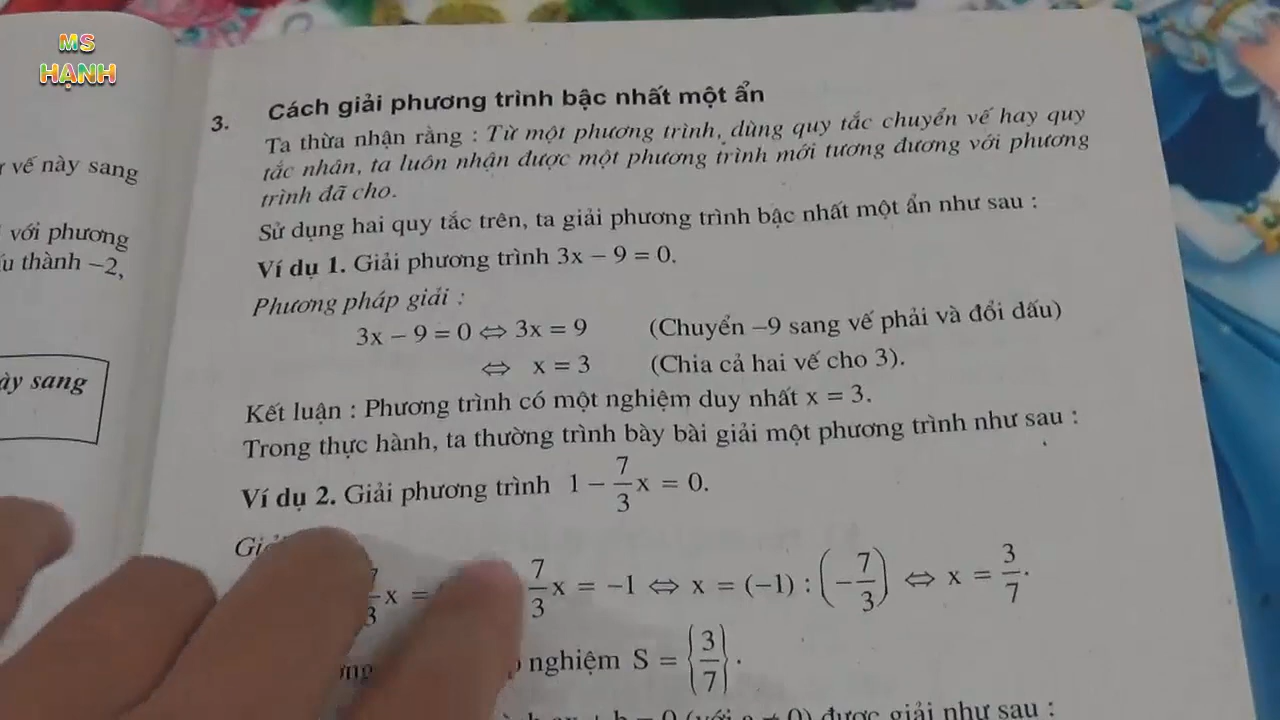 MS
HẠNH
vế này sang
với phương
thành −2,
sang
3. Cách giải phương trình bậc nhất một ẩn
Ta thừa nhận rằng : Từ một phương trình, dùng quy tắc chuyển vế hay quy
tắc nhân, ta luôn nhận được một phương trình mới tương đương với phương
trình đã cho.
Sử dụng hai quy tắc trên, ta giải phương trình bậc nhất một ẩn như sau :
Ví dụ 1. Giải phương trình 3x − 9 = 0.
Phương pháp giải :
3x − 9 = 0 ⇔ 3x = 9 (Chuyển −9 sang vế phải và đổi dấu)
⇔ x = 3 (Chia cả hai vế cho 3).
Kết luận : Phương trình có một nghiệm duy nhất x = 3.
Trong thực hành, ta thường trình bày bài giải một phương trình như sau :
Ví dụ 2. Giải phương trình 1 − 7/3 x = 0.
7/3 x = −1 ⇔ x = (−1) : (−7/3) ⇔ x = 3/7.
nghiệm S = {3/7}.
được giải như sau :